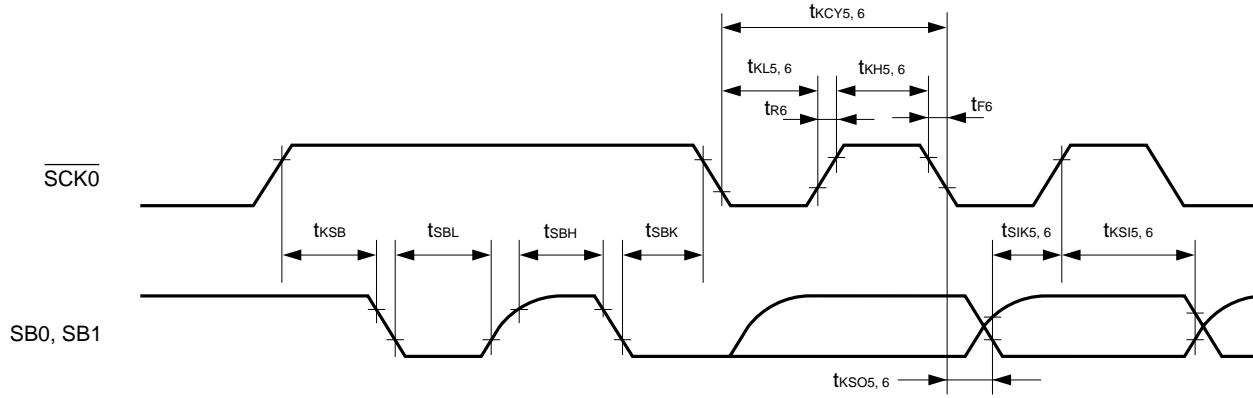 tKCY5, 6
tKL5, 6
tKH5, 6
tR6
tF6
SCK0
tKSB
tSBL
tSBH
tSBK
tSIK5, 6
tKSI5, 6
SB0, SB1
tKSO5, 6